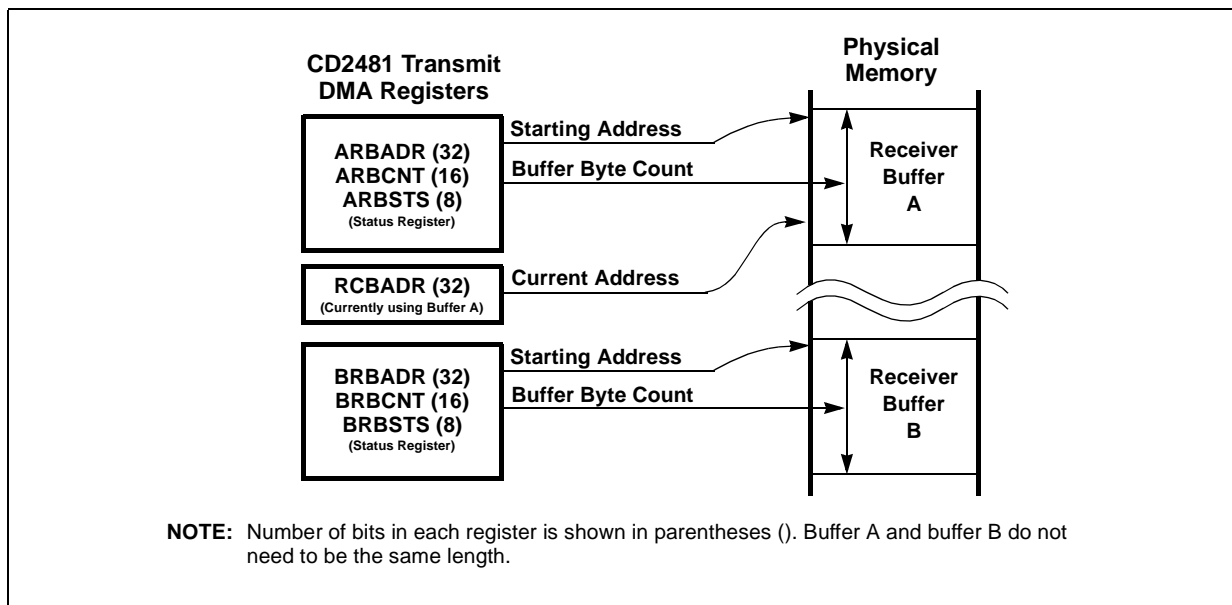 CD2481 Transmit
DMA Registers
Physical
Memory
ARBADR (32)
ARBCNT (16)
ARBSTS (8)
(Status Register)
Starting Address
Buffer Byte Count
Receiver
Buffer
A
RCBADR (32)
(Currently using Buffer A)
Current Address
BRBADR (32)
BRBCNT (16)
BRBSTS (8)
(Status Register)
Starting Address
Buffer Byte Count
Receiver
Buffer
B
NOTE: Number of bits in each register is shown in parentheses (). Buffer A and buffer B do not
need to be the same length.